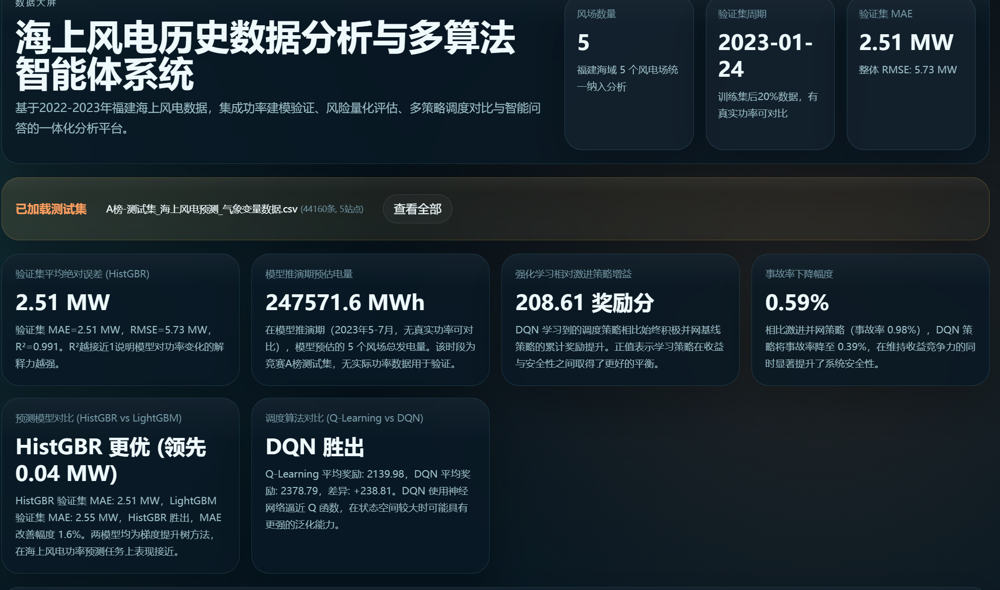 数据大屏
海上风电历史数据分析与多算法
智能体系统
基于2022-2023年福建海上风电数据，集成功率建模验证、风险量化评估、多策略调度对比与智能问
答的一体化分析平台。
风场数量
5
福建海域 5 个风电场统
一纳入分析
验证集周期
2023-01-
24
训练集后20%数据，有
真实功率可对比
验证集 MAE
2.51 MW
整体 RMSE: 5.73 MW
已加载测试集
A榜-测试集_海上风电预测_气象变量数据.csv (44160条, 5站点)
查看全部
验证集平均绝对误差 (HistGBR)
2.51 MW
验证集 MAE=2.51 MW，RMSE=5.73 MW，
R²=0.991。R²越接近1说明模型对功率变化的解
释力越强。
模型推演期预估电量
247571.6 MWh
在模型推演期（2023年5-7月，无真实功率可对
比），模型预估的 5 个风场总发电量。该时段为
竞赛A榜测试集，无实际功率数据用于验证。
强化学习相对激进策略增益
208.61 奖励分
DQN 学习到的调度策略相比始终积极并网基线
策略的累计奖励提升。正值表示学习策略在收益
与安全性之间取得了更好的平衡。
事故率下降幅度
0.59%
相比激进并网策略（事故率 0.98%），DQN 策
略将事故率降至 0.39%，在维持收益竞争力的同
时显著提升了系统安全性。
预测模型对比 (HistGBR vs LightGBM)
HistGBR 更优 (领先
0.04 MW)
HistGBR 验证集 MAE: 2.51 MW，LightGBM
验证集 MAE: 2.55 MW，HistGBR 胜出，MAE
改善幅度 1.6%。两模型均为梯度提升树方法，
在海上风电功率预测任务上表现接近。
调度算法对比 (Q-Learning vs DQN)
DQN 胜出
Q-Learning 平均奖励: 2139.98，DQN 平均奖
励: 2378.79，差异: +238.81。DQN 使用神经
网络逼近 Q 函数，在状态空间较大时可能具有
更强的泛化能力。